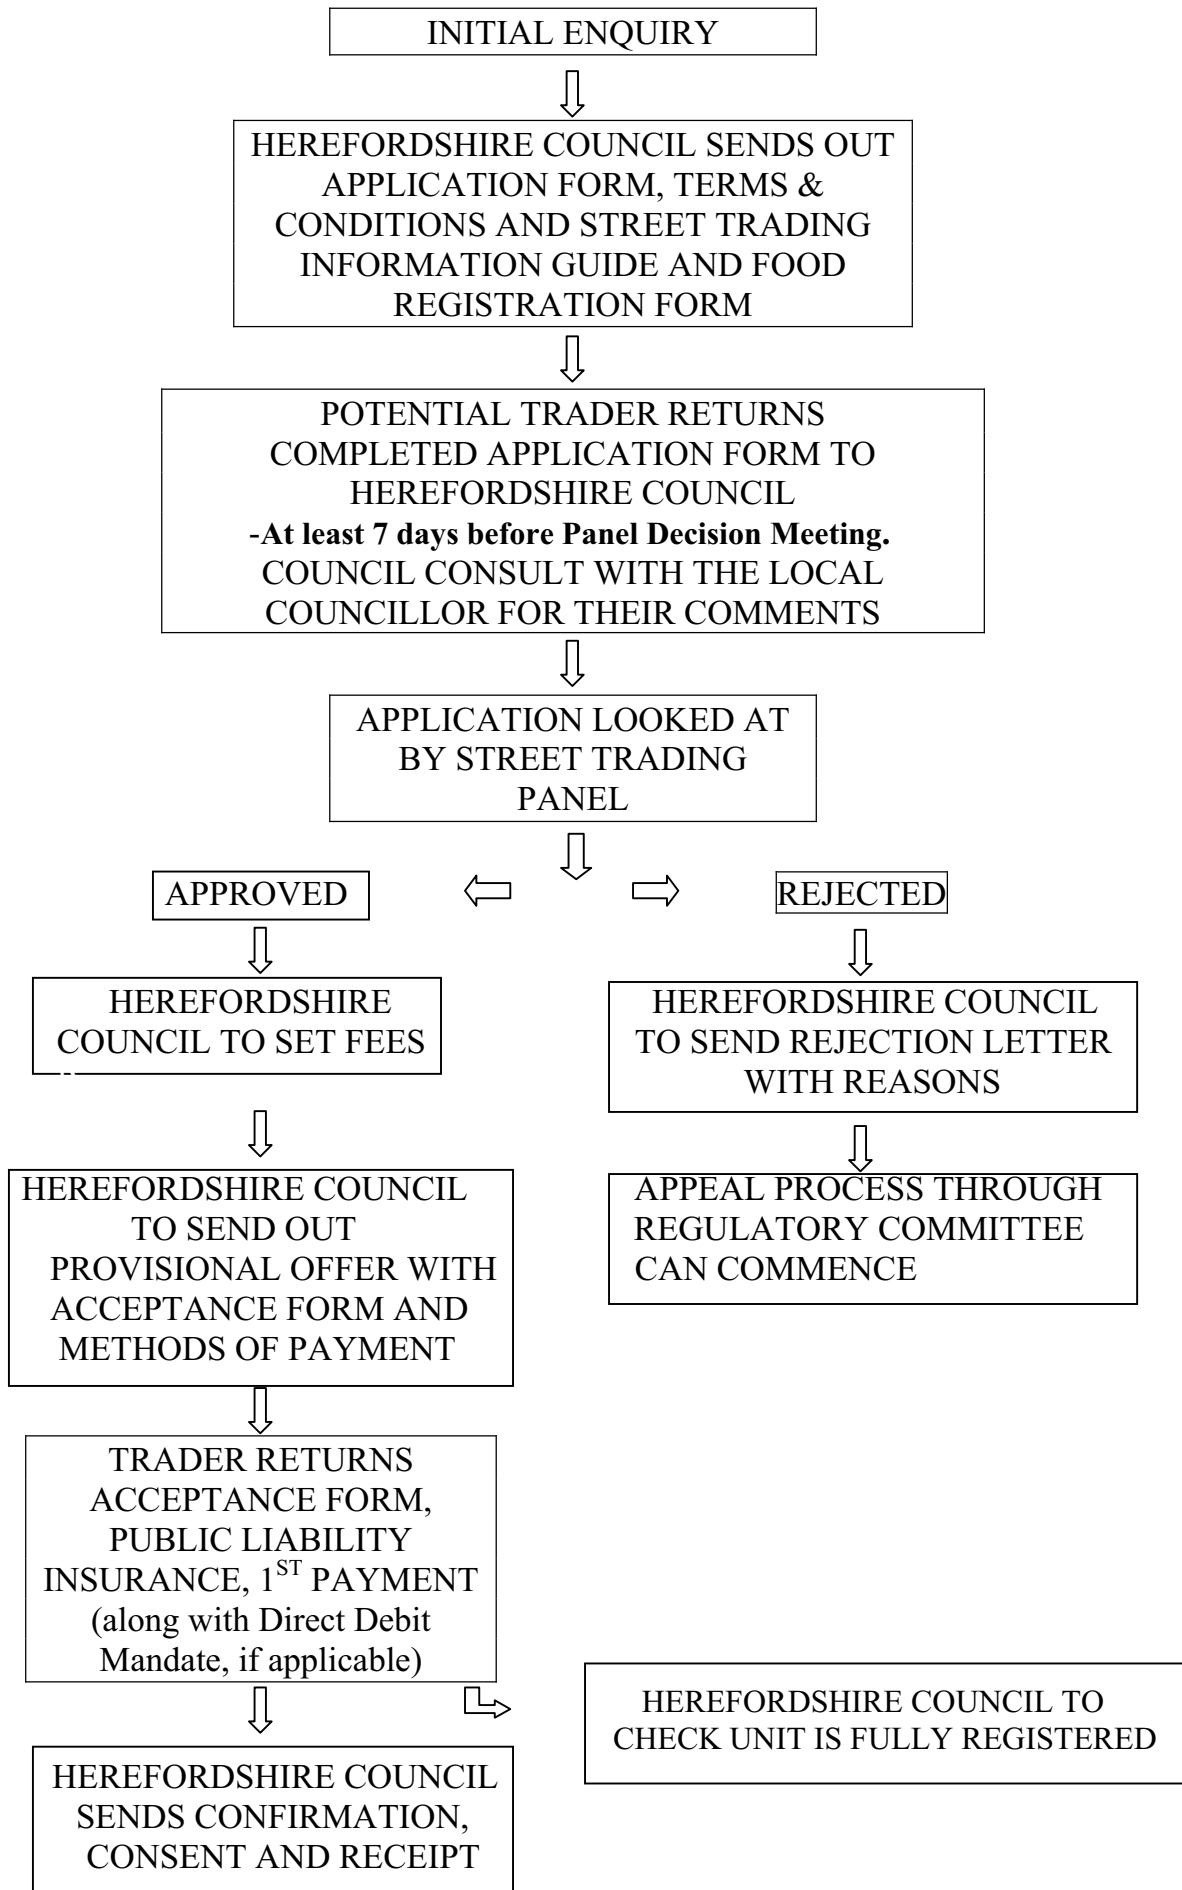 INITIAL ENQUIRY
HEREFORDSHIRE COUNCIL SENDS OUT
APPLICATION FORM, TERMS &
CONDITIONS AND STREET TRADING
INFORMATION GUIDE AND FOOD
REGISTRATION FORM
POTENTIAL TRADER RETURNS
COMPLETED APPLICATION FORM TO
HEREFORDSHIRE COUNCIL
-At least 7 days before Panel Decision Meeting.
COUNCIL CONSULT WITH THE LOCAL
COUNCILLOR FOR THEIR COMMENTS
APPLICATION LOOKED AT
BY STREET TRADING
PANEL
APPROVED
REJECTED
HEREFORDSHIRE
COUNCIL TO SET FEES
HEREFORDSHIRE COUNCIL
TO SEND REJECTION LETTER
WITH REASONS
HEREFORDSHIRE COUNCIL
TO SEND OUT
PROVISIONAL OFFER WITH
ACCEPTANCE FORM AND
METHODS OF PAYMENT
APPEAL PROCESS THROUGH
REGULATORY COMMITTEE
CAN COMMENCE
TRADER RETURNS
ACCEPTANCE FORM,
PUBLIC LIABILITY
INSURANCE, 1ST PAYMENT
(along with Direct Debit
Mandate, if applicable)
HEREFORDSHIRE COUNCIL TO
CHECK UNIT IS FULLY REGISTERED
HEREFORDSHIRE COUNCIL
SENDS CONFIRMATION,
CONSENT AND RECEIPT